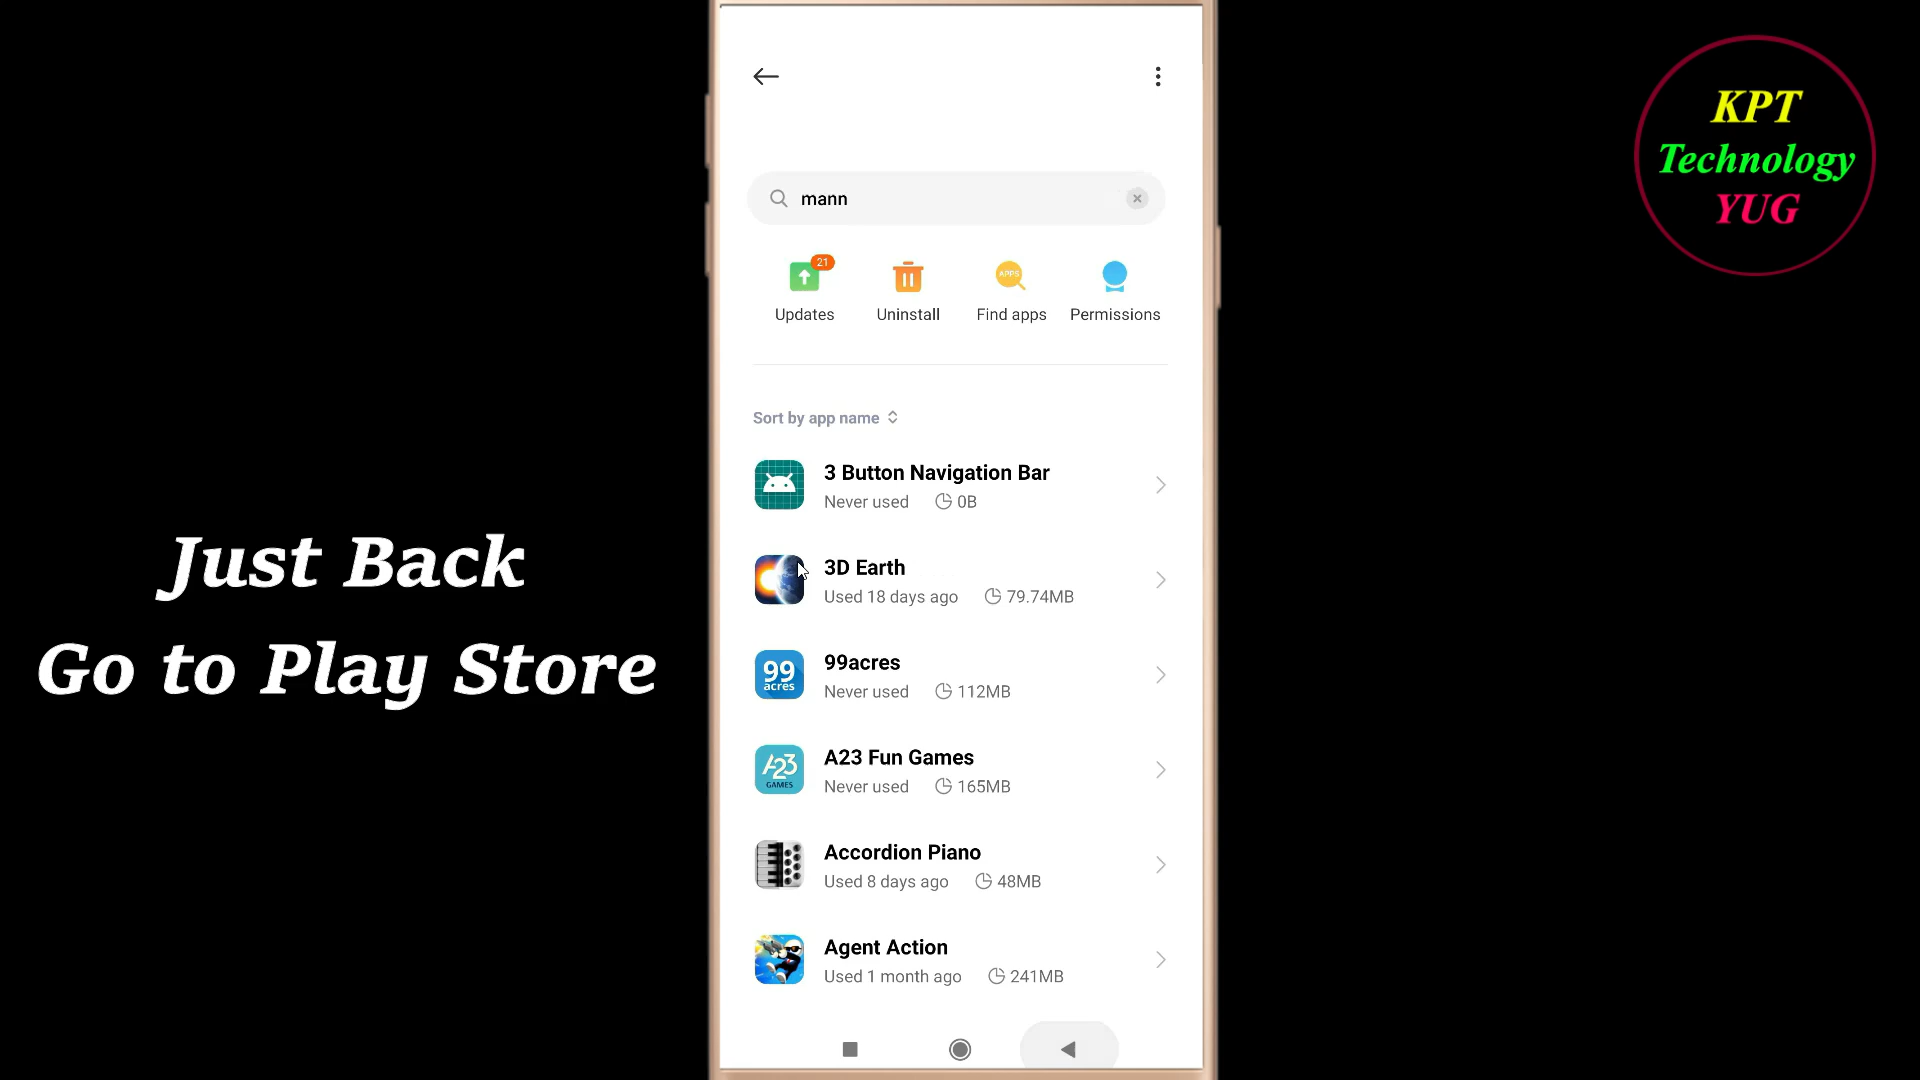 KPT
Technology
YUG
mann
21
APPS
Updates
Uninstall
Find apps
Permissions
Sort by app name
3 Button Navigation Bar
Never used
0B
3D Earth
Used 18 days ago
79.74MB
99
acres
99acres
Never used
112MB
A23
GAMES
A23 Fun Games
Never used
165MB
Accordion Piano
Used 8 days ago
48MB
Agent Action
Used 1 month ago
241MB
Just Back
Go to Play Store